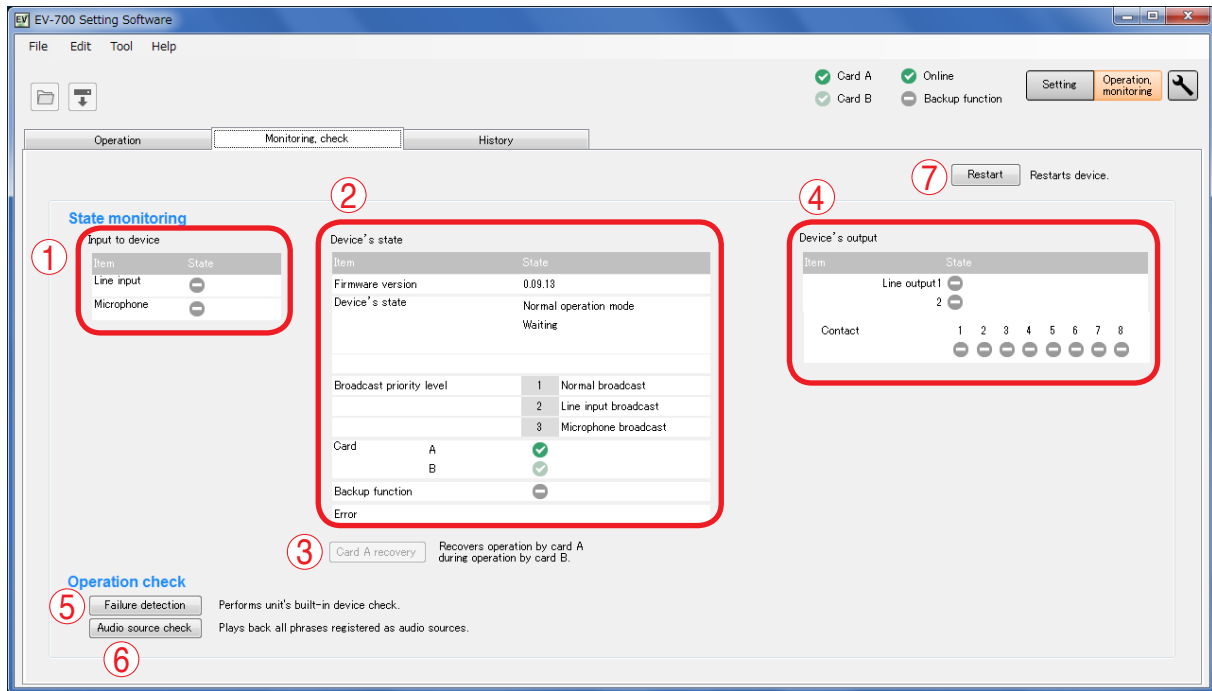 EV EV-700 Setting Software
File Edit Tool Help
Card A Online
Card B Backup function
Setting
Operation, monitoring
Operation Monitoring, check History
⑦ Restart Restarts device.
State monitoring
①
Input to device
Item State
Line input
Microphone
②
Device's state
Item State
Firmware version 0.09.13
Device's state Normal operation mode
Waiting
Broadcast priority level 1 Normal broadcast
2 Line input broadcast
3 Microphone broadcast
Card A
B
Backup function
Error
③ Card A recovery Recovers operation by card A
during operation by card B.
④
Device's output
Item State
Line output1
2
Contact 1 2 3 4 5 6 7 8
Operation check
⑤ Failure detection Performs unit's built-in device check.
Audio source check Plays back all phrases registered as audio sources.
⑥